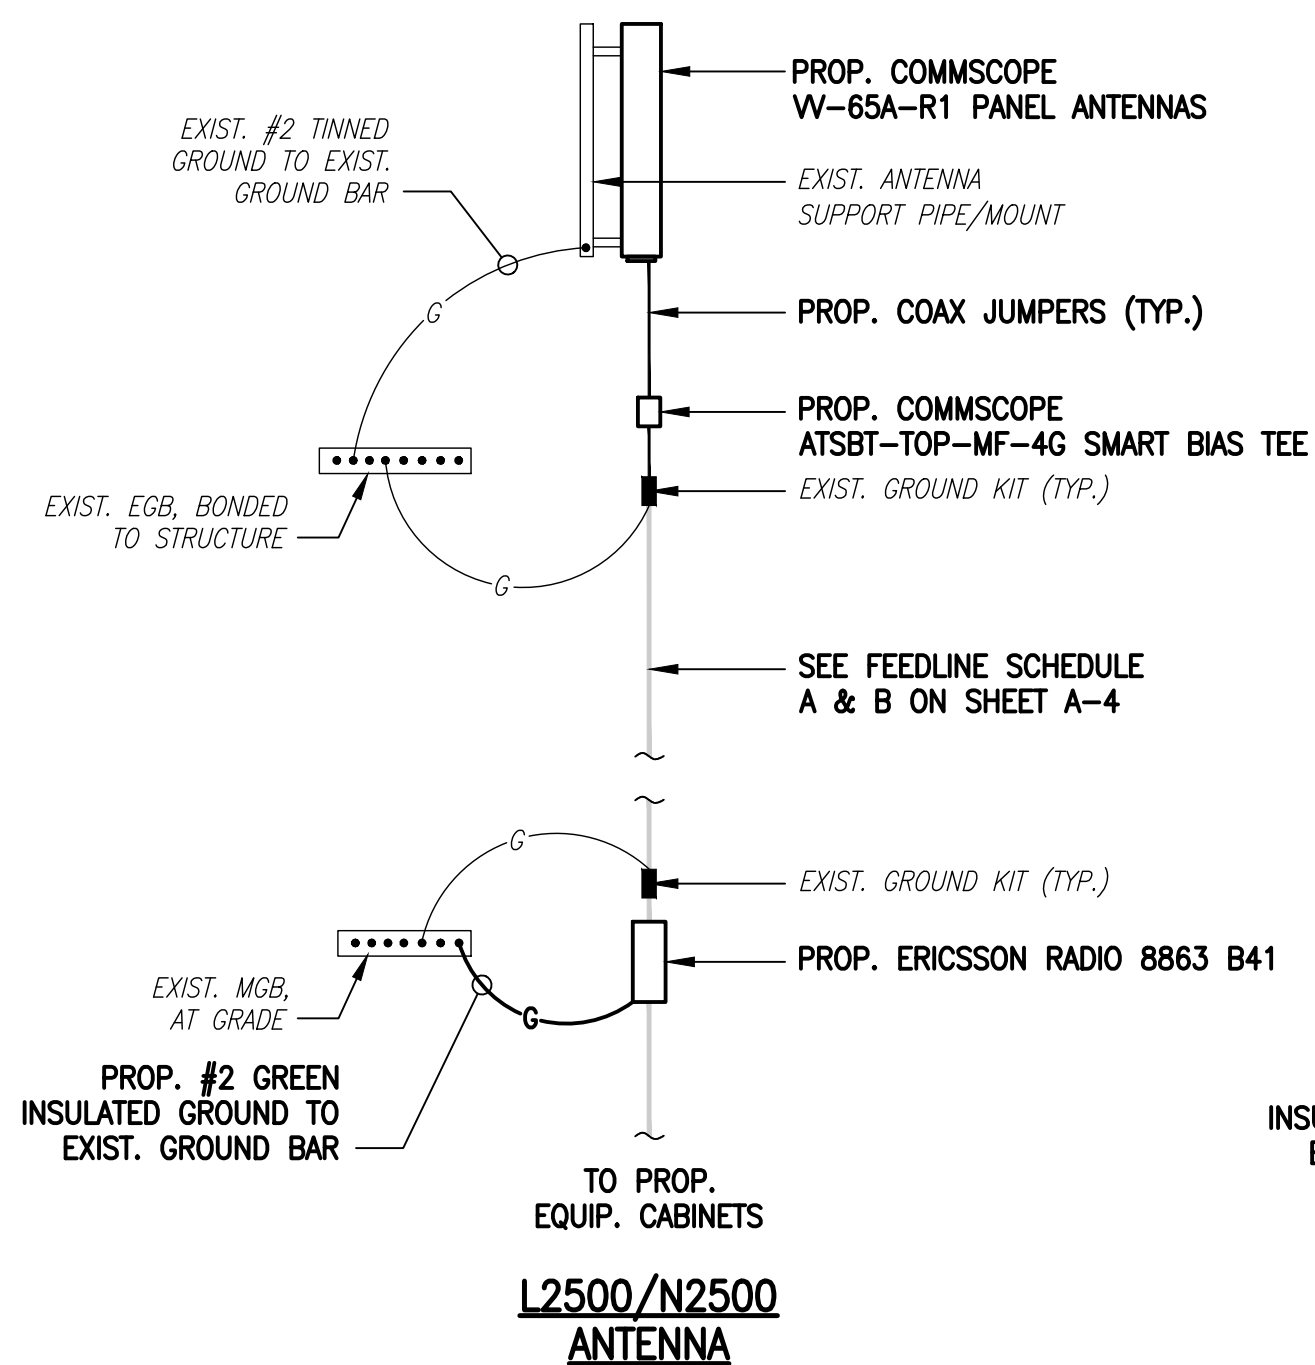 PROP. COMMSCOPE
VV-65A-R1 PANEL ANTENNAS
EXIST. #2 TINNED
GROUND TO EXIST.
GROUND BAR
EXIST. ANTENNA
SUPPORT PIPE/MOUNT
PROP. COAX JUMPERS (TYP.)
G
PROP. COMMSCOPE
ATSBT-TOP-MF-4G SMART BIAS TEE
EXIST. GROUND KIT (TYP.)
EXIST. EGB, BONDED
TO STRUCTURE
G
SEE FEEDLINE SCHEDULE
A & B ON SHEET A-4
G
EXIST. GROUND KIT (TYP.)
PROP. ERICSSON RADIO 8863 B41
EXIST. MGB,
AT GRADE
G
PROP. #2 GREEN
INSULATED GROUND TO
EXIST. GROUND BAR
TO PROP.
EQUIP. CABINETS
L2500/N2500
ANTENNA